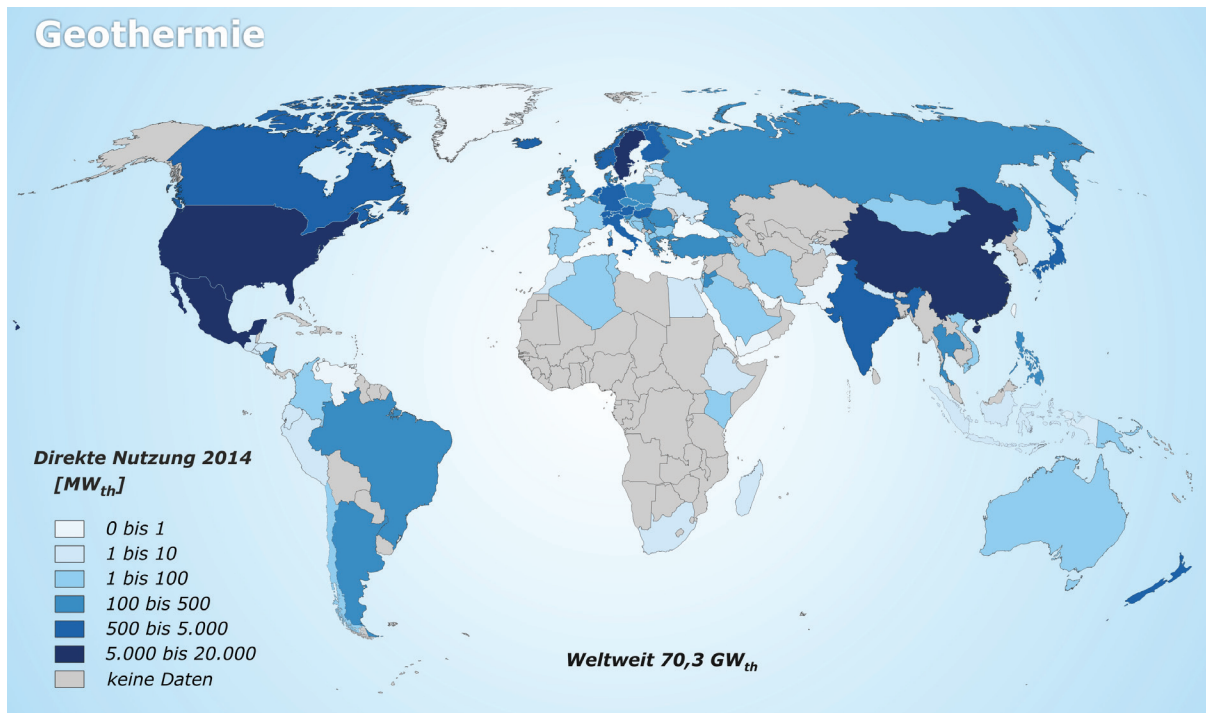 Geothermie
Direkte Nutzung 2014
[MWth]
0 bis 1
1 bis 10
1 bis 100
100 bis 500
500 bis 5.000
5.000 bis 20.000
keine Daten
Weltweit 70,3 GWth